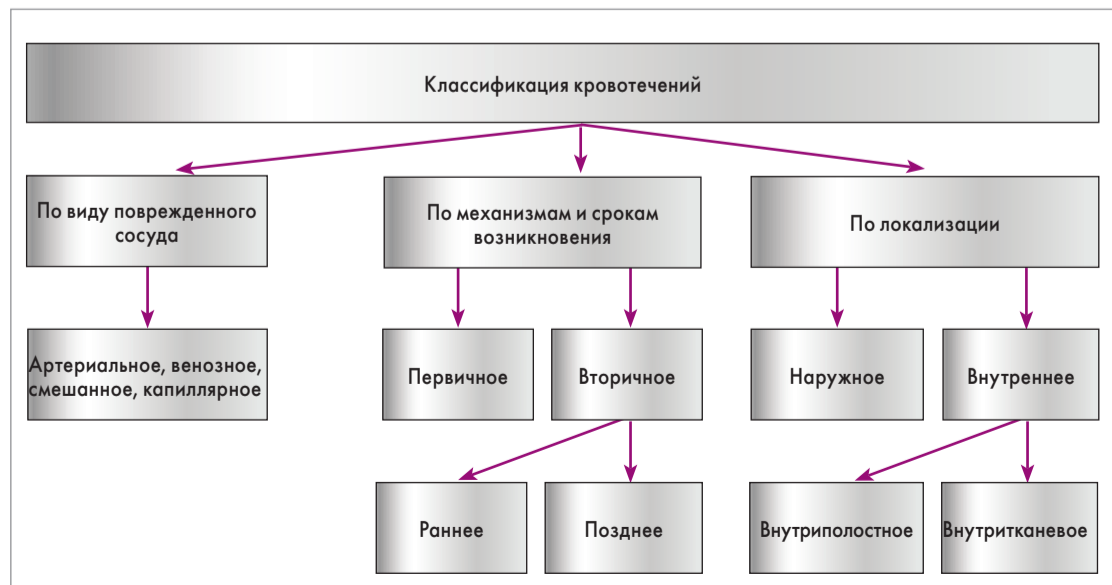 Классификация кровотечений
По виду поврежденного
сосуда
По механизмам и срокам
возникновения
По локализации
Артериальное, венозное,
смешанное, капиллярное
Первичное
Вторичное
Наружное
Внутреннее
Раннее
Позднее
Внутриполостное
Внутритканевое